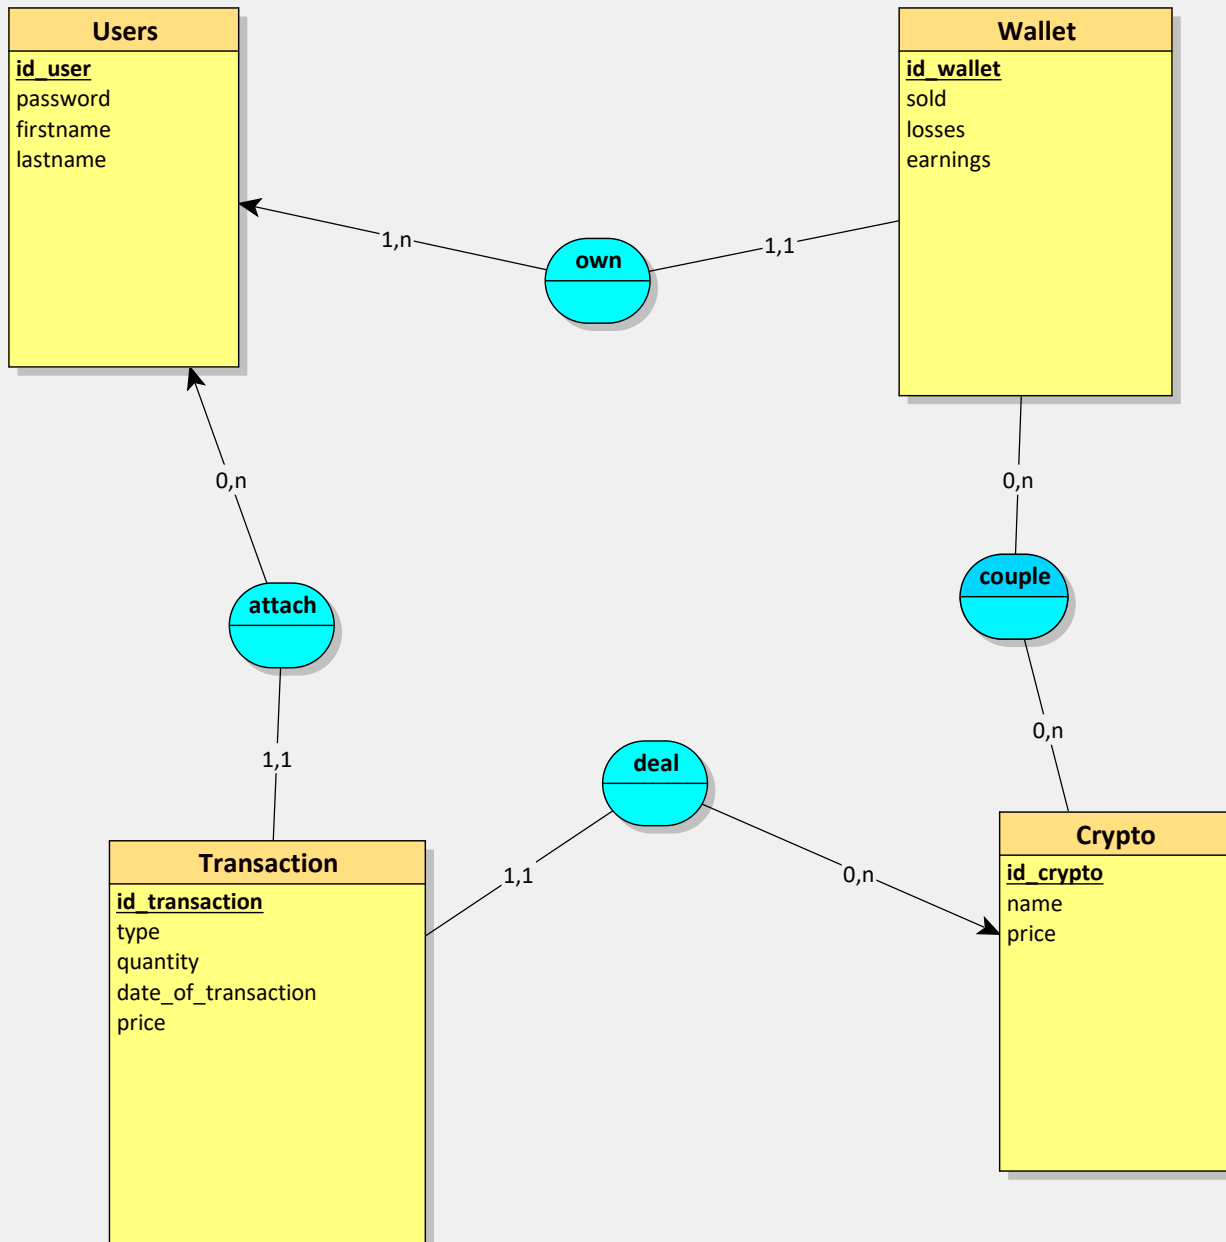 Users
id_user
password
firstname
lastname
Wallet
id_wallet
sold
losses
earnings
1,n
own
1,1
0,n
0,n
couple
attach
0,n
1,1
deal
1,1
0,n
Transaction
id_transaction
type
quantity
date_of_transaction
price
Crypto
id_crypto
name
price